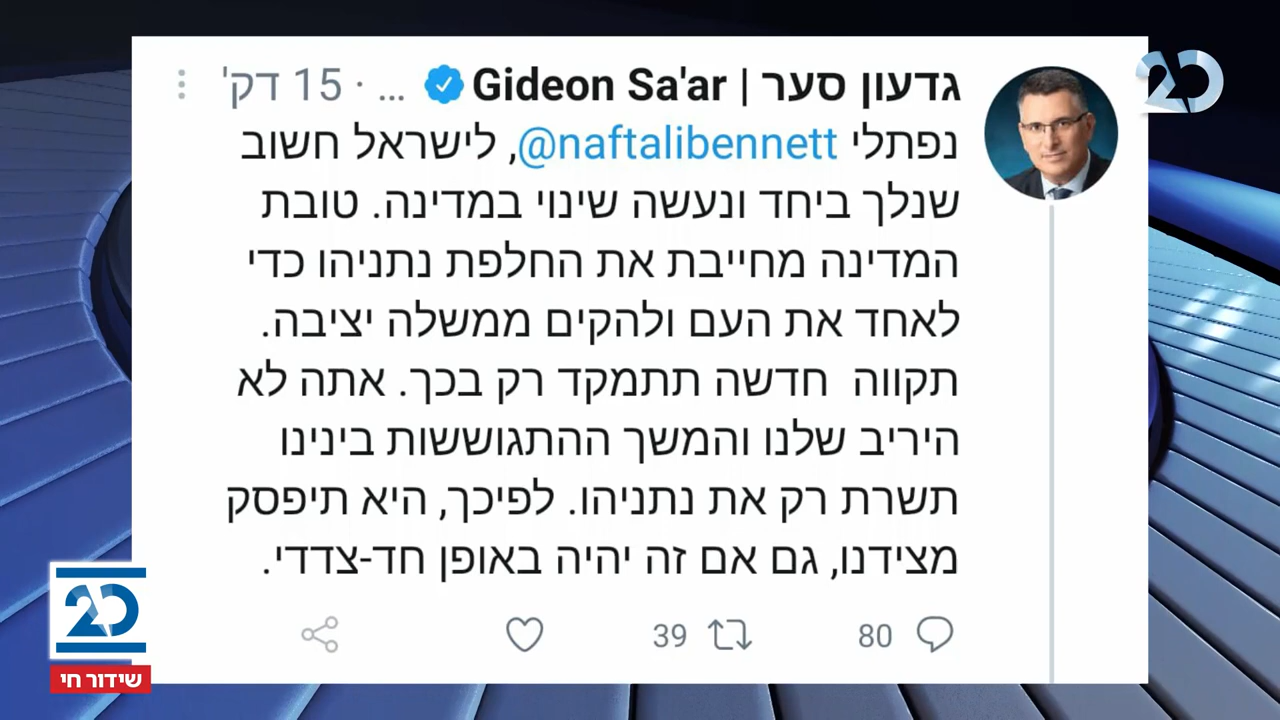 20
גדעון סער | Gideon Sa'ar ... · 15 דק'
נפתלי @naftalibennett, לישראל חשוב
שנלך ביחד ונעשה שינוי במדינה. טובת
המדינה מחייבת את החלפת נתניהו כדי
לאחד את העם ולהקים ממשלה יציבה.
תקווה  חדשה תתמקד רק בכך. אתה לא
היריב שלנו והמשך ההתגוששות בינינו
תשרת רק את נתניהו. לפיכך, היא תיפסק
מצידנו, גם אם זה יהיה באופן חד-צדדי.
80 39
20
שידור חי